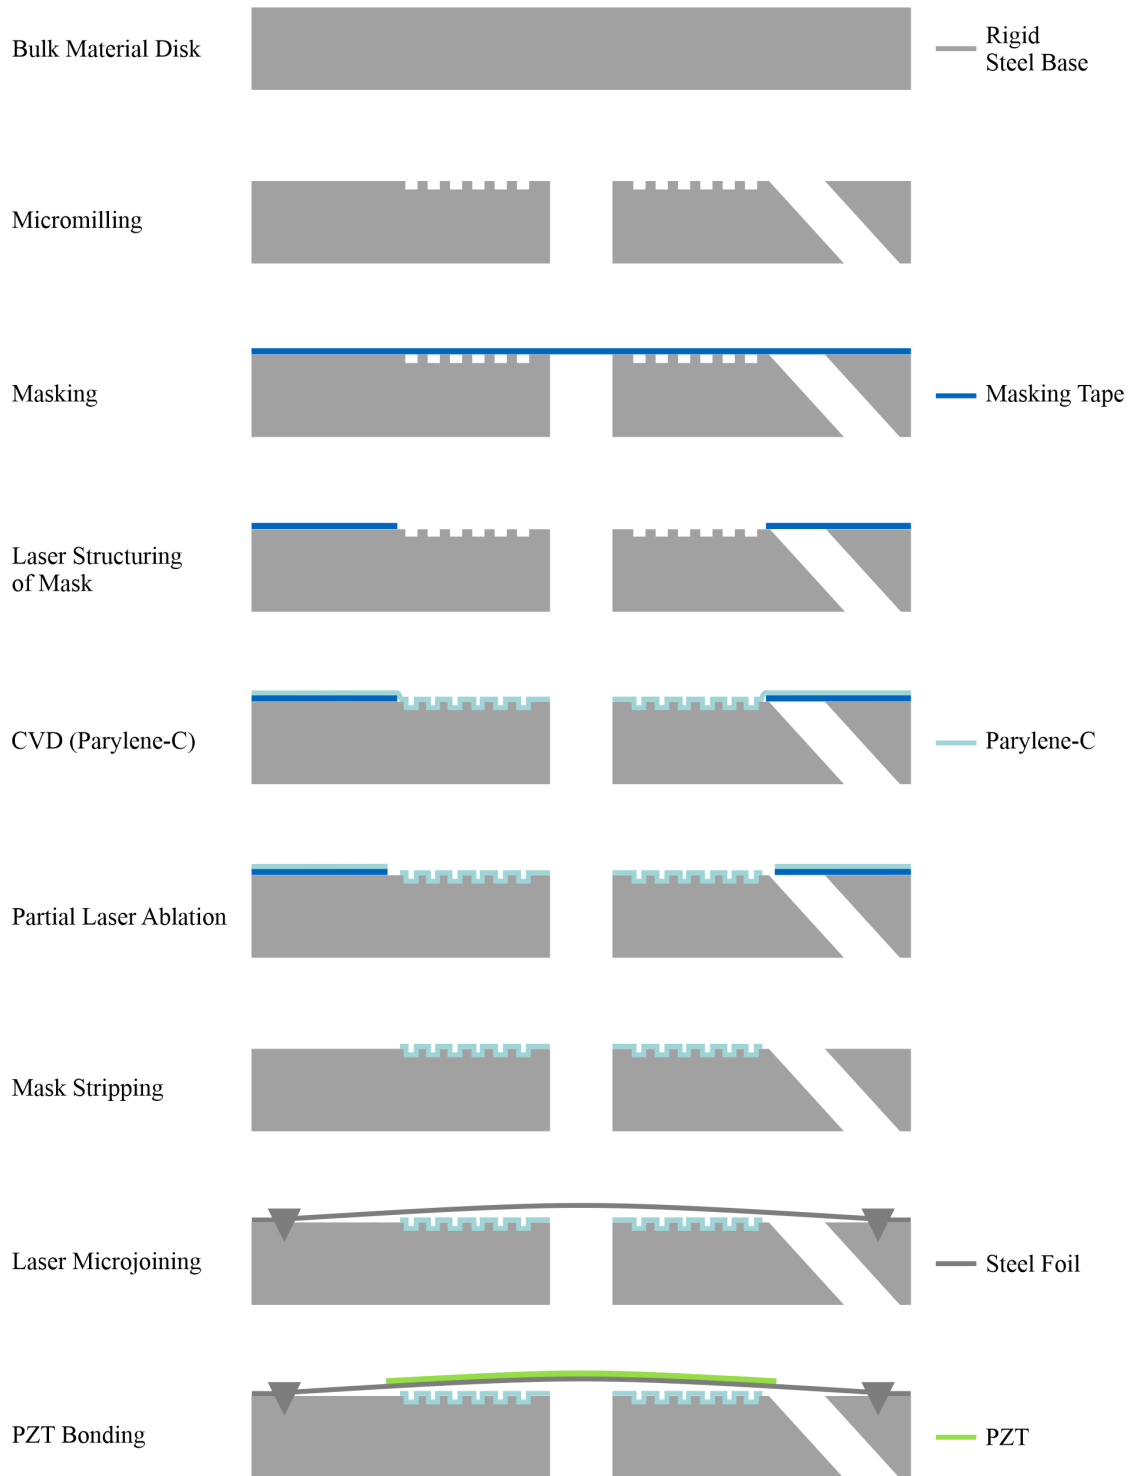 Bulk Material Disk
Rigid
Steel Base
Micromilling
Masking
Masking Tape
Laser Structuring
of Mask
CVD (Parylene-C)
Parylene-C
Partial Laser Ablation
Mask Stripping
Laser Microjoining
Steel Foil
PZT Bonding
PZT